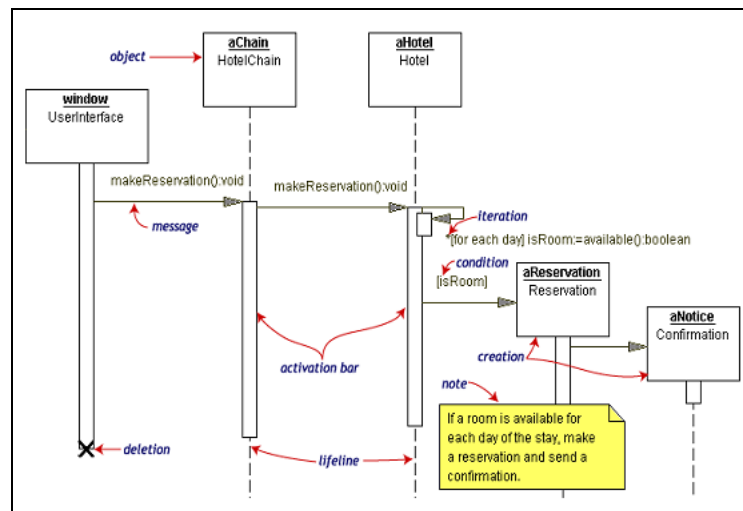 object
aChain
HotelChain
aHotel
Hotel
window
UserInterface
makeReservation():void
makeReservation():void
message
iteration
*[for each day] isRoom:=available():boolean
condition
[isRoom]
aReservation
Reservation
aNotice
Confirmation
activation bar
creation
note
If a room is available for
each day of the stay, make
a reservation and send a
confirmation.
deletion
lifeline